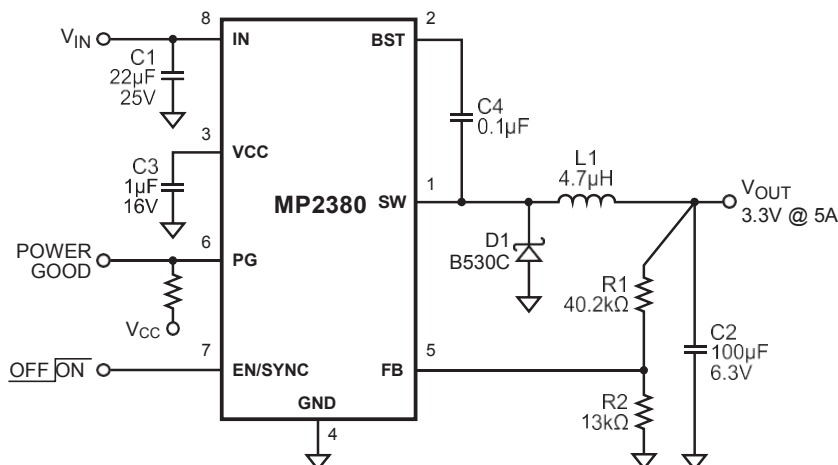 8
2
V_IN
IN
BST
C1
22µF
25V
C4
0.1µF
3
VCC
C3
1µF
16V
L1
4.7µH
1
MP2380
SW
V_OUT
3.3V @ 5A
D1
B530C
POWER
GOOD
6
PG
R1
40.2kΩ
V_CC
C2
100µF
6.3V
7
5
OFF ON
EN/SYNC
FB
GND
R2
13kΩ
4